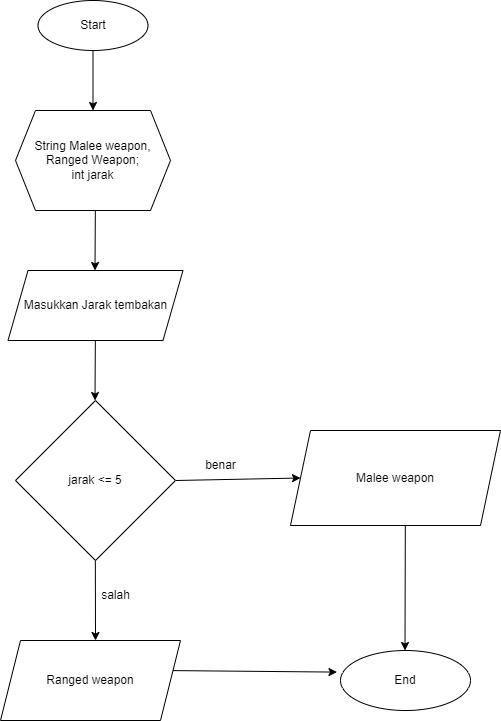 Start
String Malee weapon,
Ranged Weapon;
int jarak
Masukkan Jarak tembakan
jarak <= 5
benar
Malee weapon
salah
Ranged weapon
End